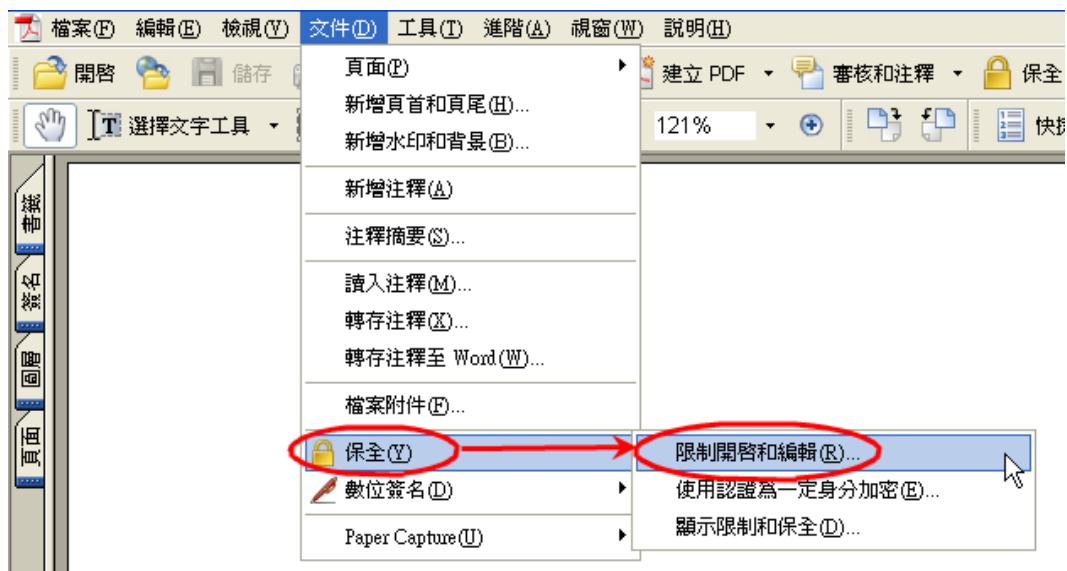 檔案(F) 編輯(E) 檢視(V) 文件(D) 工具(T) 進階(A) 視窗(W) 説明(H)
開啓 儲存 建立 PDF 審核和注釋 保全
選擇文字工具 121% 快
頁面(P)
新增頁首和頁尾(H)...
新增水印和背景(B)...
新增注釋(A)
注釋摘要(S)...
讀入注釋(M)...
轉存注釋(X)...
轉存注釋至 Word(W)...
檔案附件(F)...
保全(Y)
數位簽名(D)
Paper Capture(U)
限制開啓和編輯(R)...
使用認證爲一定身分加密(E)...
顯示限制和保全(D)...
書籤
簽名
圖層
頁面